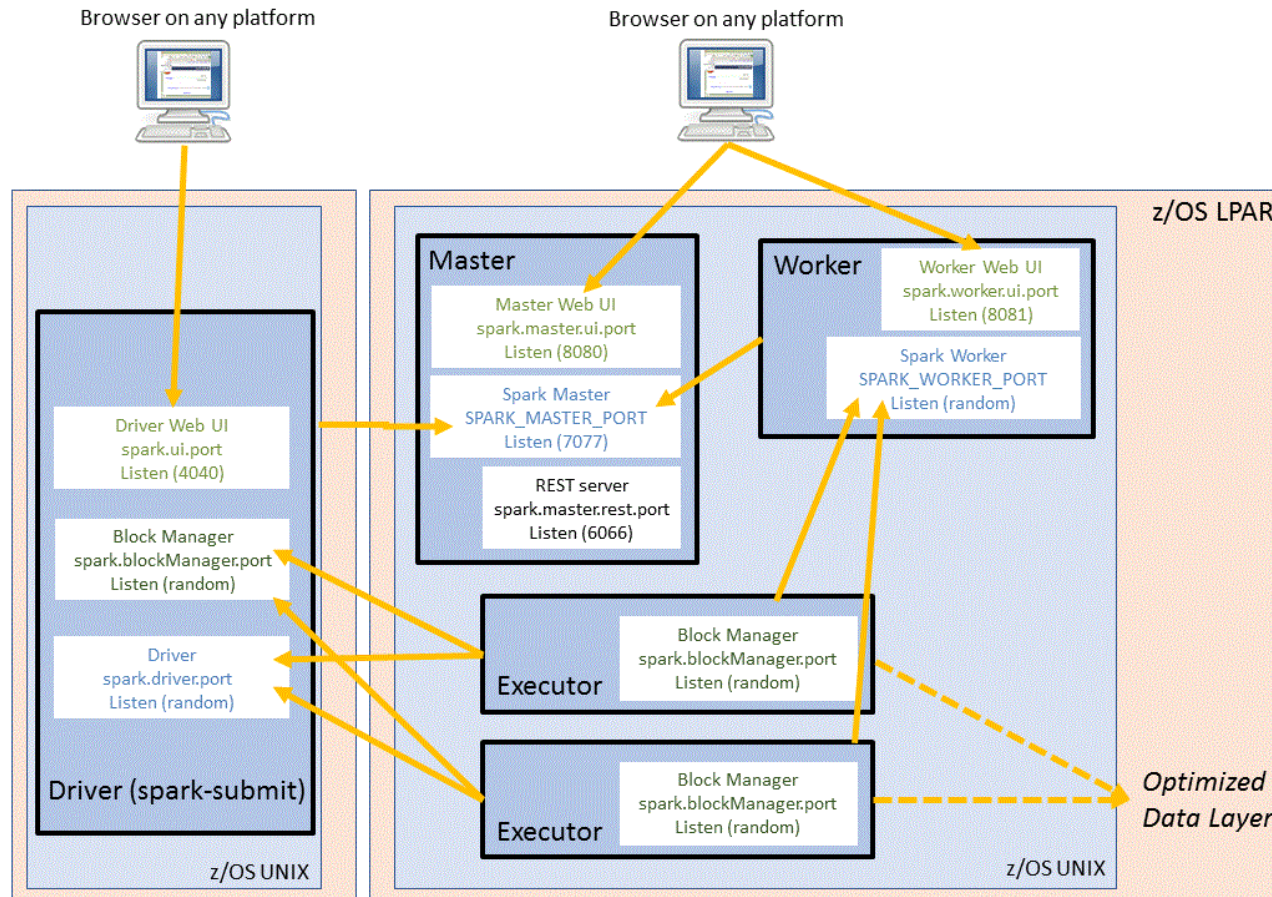 Browser on any platform
Browser on any platform
z/OS LPAR
Master
Master Web UI
spark.master.ui.port
Listen (8080)
Spark Master
SPARK_MASTER_PORT
Listen (7077)
REST server
spark.master.rest.port
Listen (6066)
Worker
Worker Web UI
spark.worker.ui.port
Listen (8081)
Spark Worker
SPARK_WORKER_PORT
Listen (random)
Driver Web UI
spark.ui.port
Listen (4040)
Block Manager
spark.blockManager.port
Listen (random)
Driver
spark.driver.port
Listen (random)
Driver (spark-submit)
z/OS UNIX
Block Manager
spark.blockManager.port
Listen (random)
Executor
Block Manager
spark.blockManager.port
Listen (random)
Executor
Optimized
Data Layer
z/OS UNIX